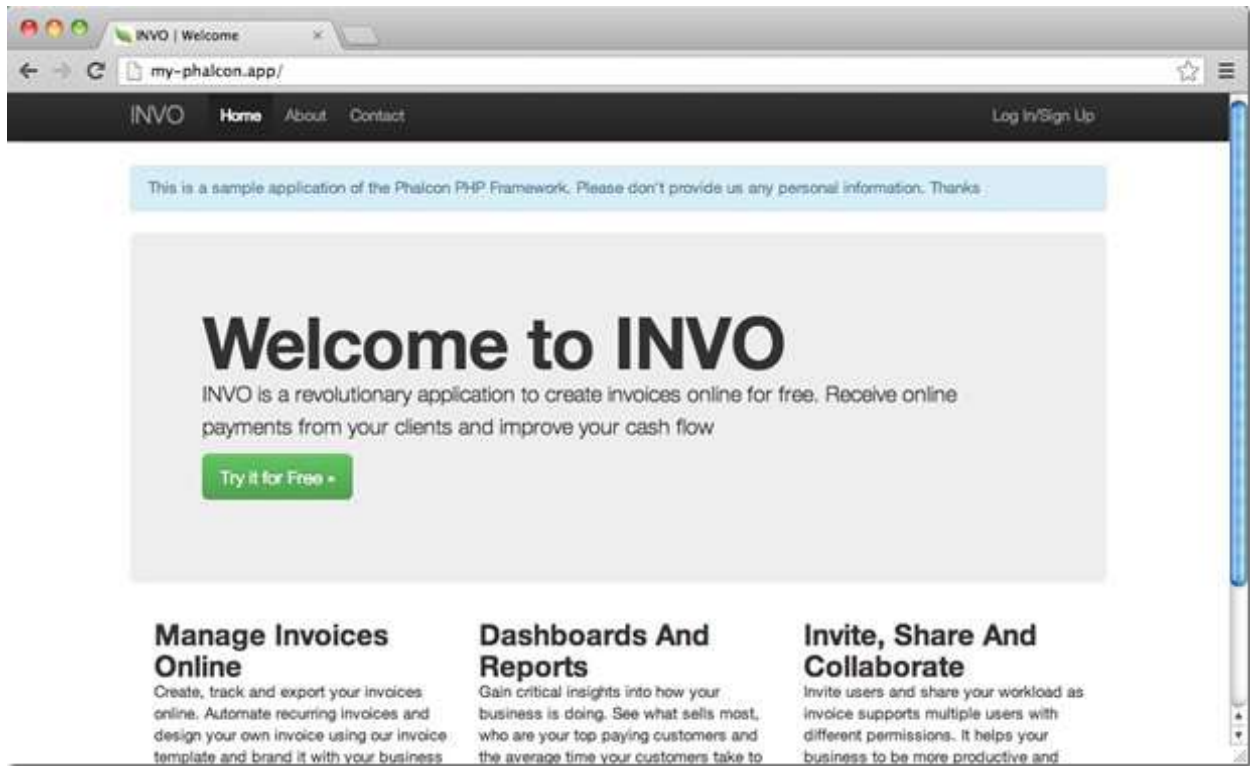 INVO | Welcome
my-phalcon.app/
INVO Home About Contact Log In/Sign Up
This is a sample application of the Phalcon PHP Framework. Please don't provide us any personal information. Thanks
Welcome to INVO
INVO is a revolutionary application to create invoices online for free. Receive online
payments from your clients and improve your cash flow
Try it for Free »
Manage Invoices
Online
Create, track and export your invoices
online. Automate recurring invoices and
design your own invoice using our invoice
template and brand it with your business
Dashboards And
Reports
Gain critical insights into how your
business is doing. See what sells most,
who are your top paying customers and
the average time your customers take to
Invite, Share And
Collaborate
Invite users and share your workload as
invoice supports multiple users with
different permissions. It helps your
business to be more productive and